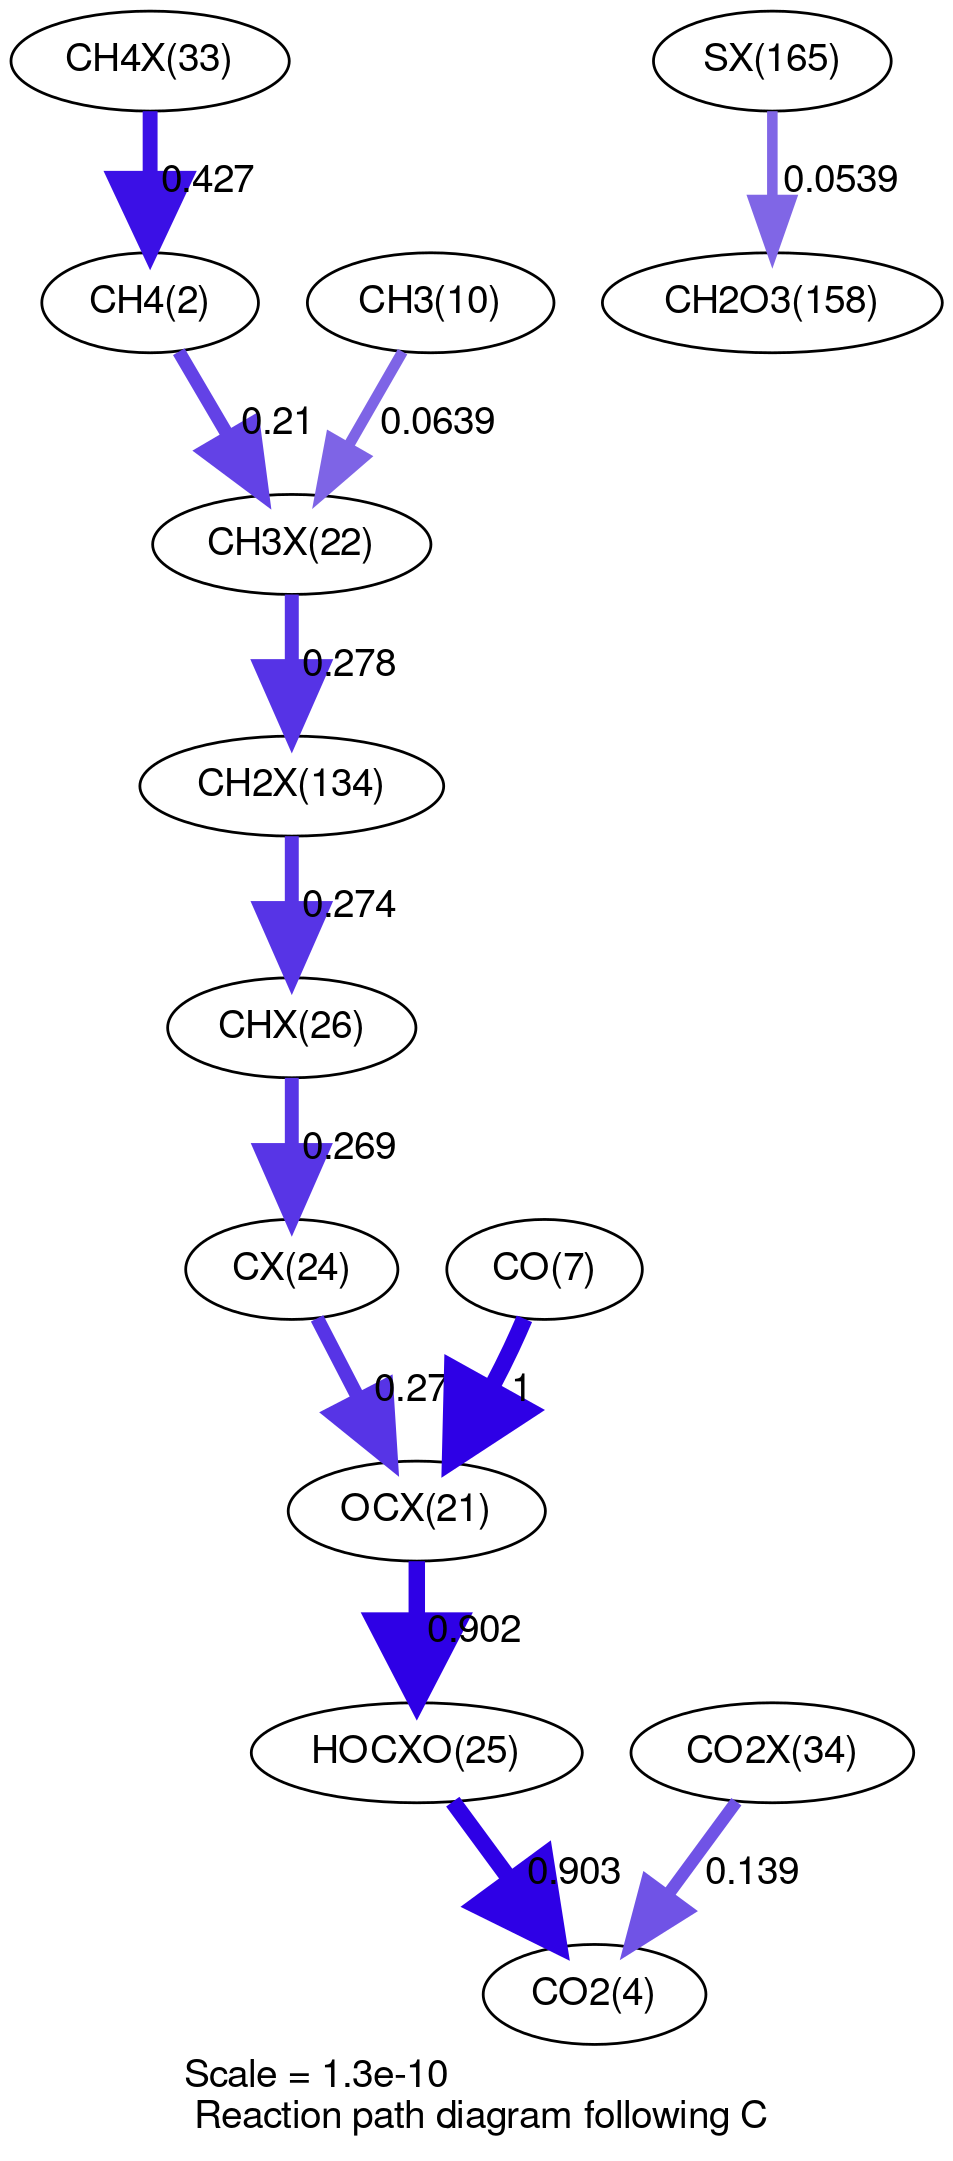 CH4X(33)
SX(165)
0.427
0.0539
CH4(2)
CH3(10)
CH2O3(158)
0.21
0.0639
CH3X(22)
0.278
CH2X(134)
0.274
CHX(26)
0.269
CX(24)
CO(7)
0.27
1
OCX(21)
0.902
HOCXO(25)
CO2X(34)
0.903
0.139
CO2(4)
Scale = 1.3e-10
Reaction path diagram following C